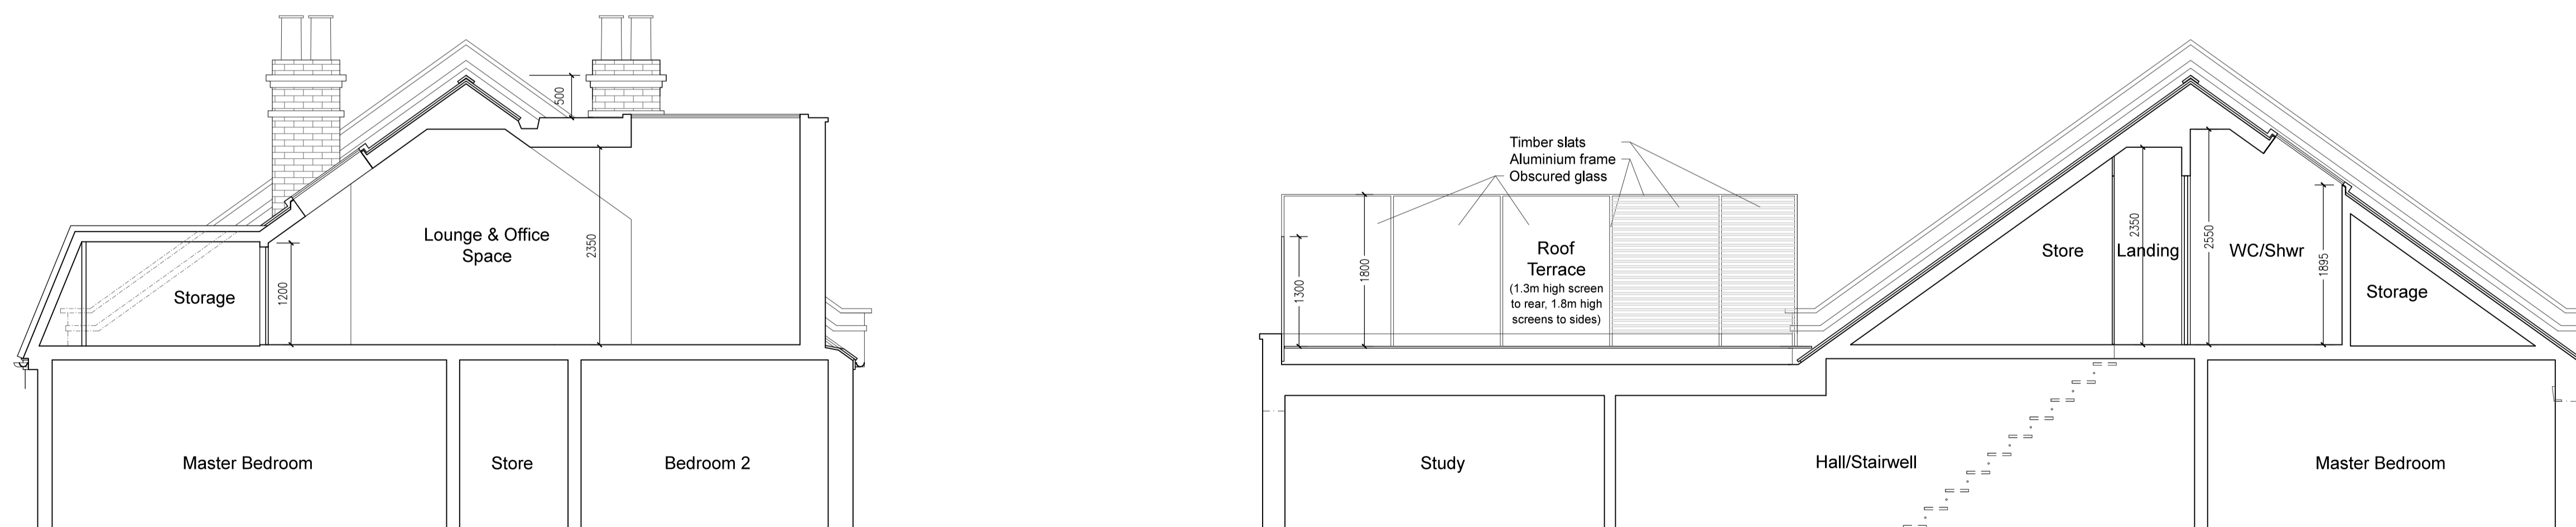 500
Lounge & Office
Space
2350
Storage
1200
Master Bedroom
Store
Bedroom 2
Timber slats
Aluminium frame
Obscured glass
Roof
Terrace
(1.3m high screen
to rear, 1.8m high
screens to sides)
1300
1800
Store
2350
Landing
2550
WC/Shwr
1895
Storage
Study
Hall/Stairwell
Master Bedroom